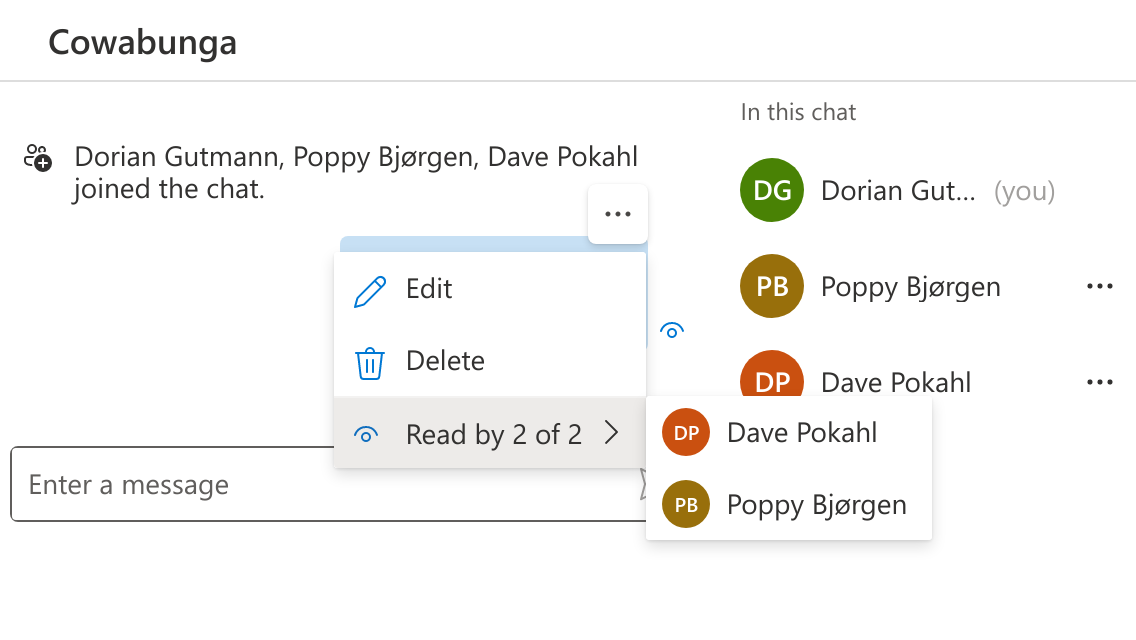 Cowabunga
In this chat
Dorian Gutmann, Poppy Bjørgen, Dave Pokahl
joined the chat.
DG Dorian Gut... (you)
Edit
PB Poppy Bjørgen
Delete
DP Dave Pokahl
Read by 2 of 2
DP Dave Pokahl
Enter a message
PB Poppy Bjørgen